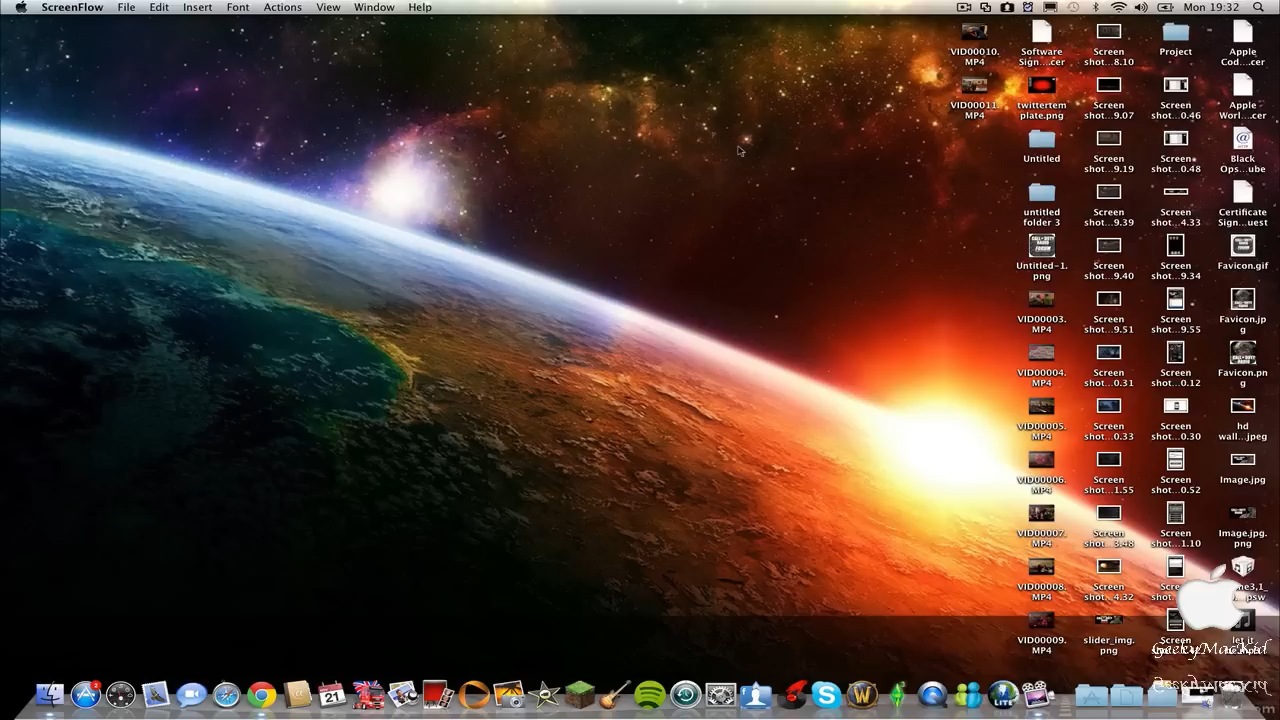 ScreenFlow File Edit Insert Font Actions View Window Help
Mon 19:32
VID00010.
MP4
Software
Sign....cer
Screen
shot...8.10
Project
Apple
Cod....cer
VID00011.
MP4
twittertem
plate.png
Screen
shot...9.07
Screen
shot...0.46
Apple
Worl...cer
Untitled
Screen
shot...9.19
Screen
shot...0.48
Black
Ops...ube
untitled
folder 3
Screen
shot...9.39
Screen
shot...4.33
Certificate
Sign...uest
Untitled-1.
png
Screen
shot...9.40
Screen
shot...9.34
Favicon.gif
VID00003.
MP4
Screen
shot...9.51
Screen
shot...9.55
Favicon.jp
g
VID00004.
MP4
Screen
shot...0.31
Screen
shot...0.12
Favicon.pn
g
VID00005.
MP4
Screen
shot...0.33
Screen
shot...0.30
hd
wall...jpeg
VID00006.
MP4
Screen
shot...1.55
Screen
shot...0.52
Image.jpg
VID00007.
MP4
Screen
shot...3.48
Screen
shot...1.10
Image.jpg.
png
VID00008.
MP4
Screen
shot...4.32
VID00009.
MP4
slider_img.
png
Screen
let it
GeekyMacKid
21
LITE